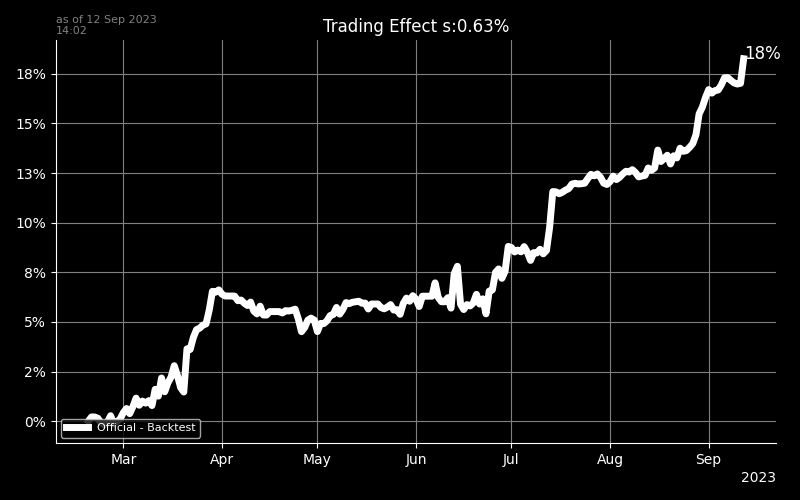 as of 12 Sep 2023
14:02
Trading Effect s:0.63%
18%
18%
15%
13%
10%
8%
5%
2%
0%
Official - Backtest
Mar Apr May Jun Jul Aug Sep
2023